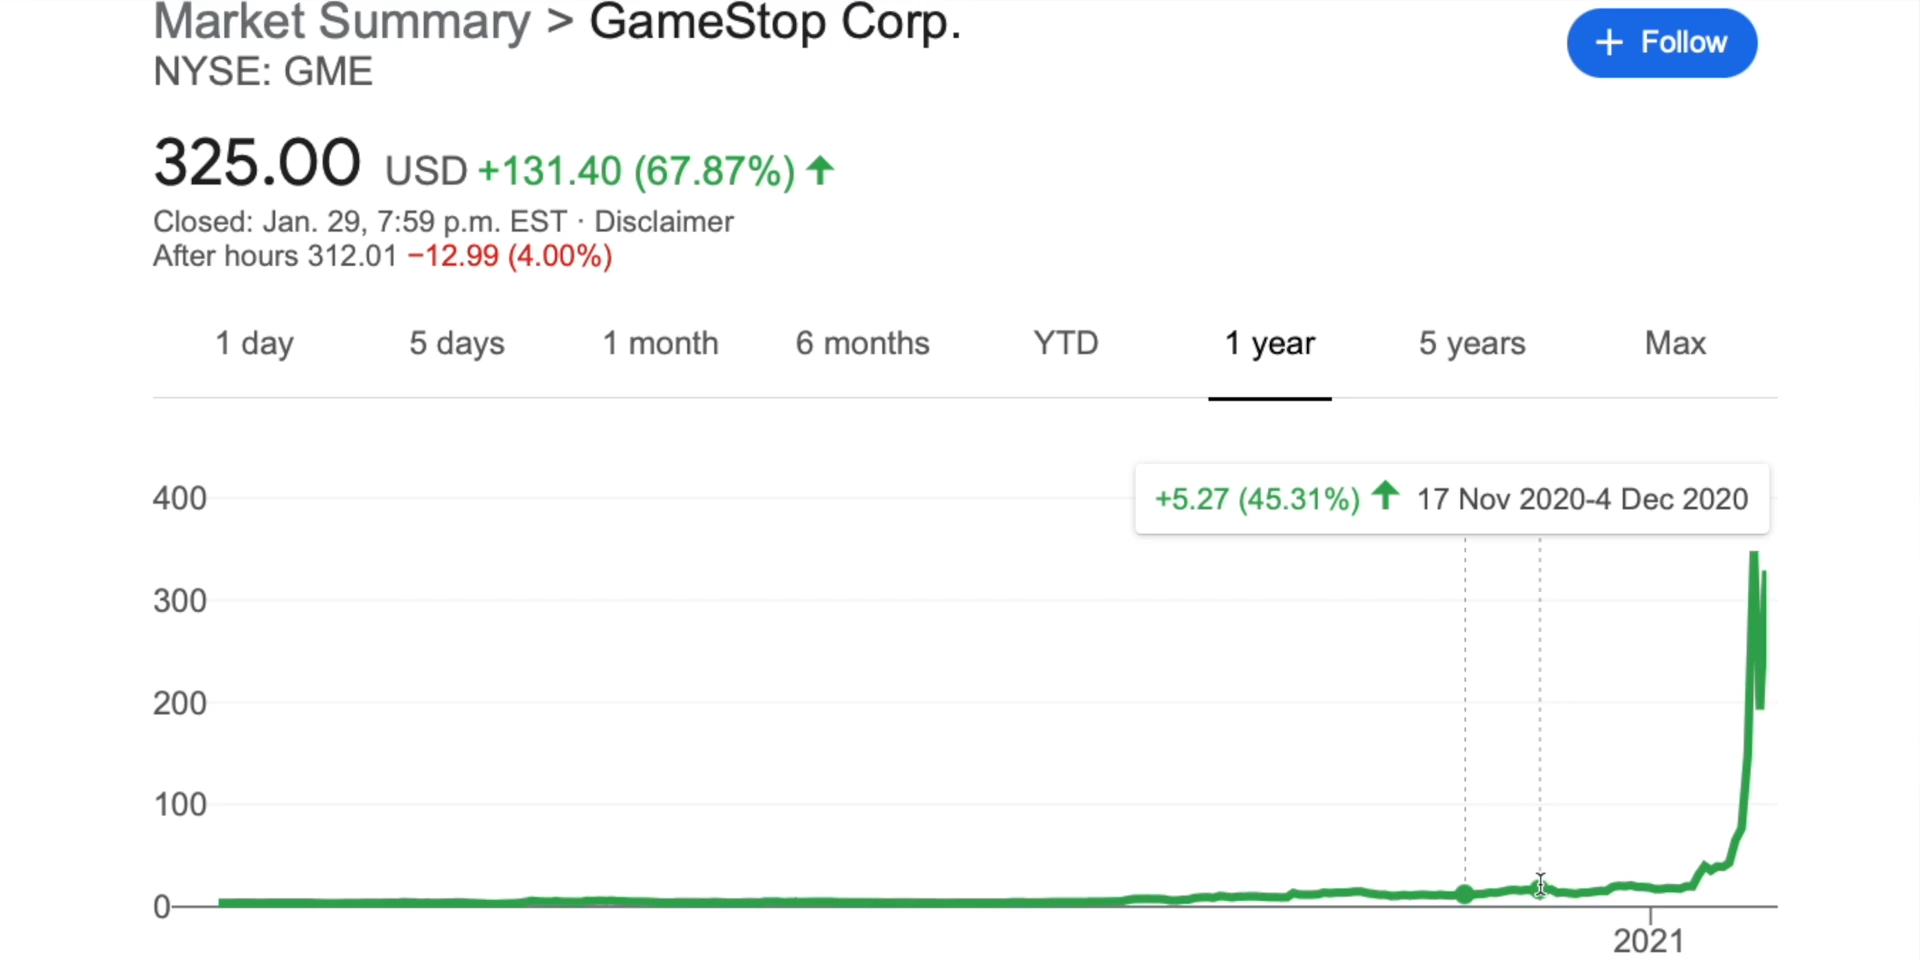 Market Summary > GameStop Corp.
+ Follow
NYSE: GME
325.00 USD +131.40 (67.87%) ↑
Closed: Jan. 29, 7:59 p.m. EST · Disclaimer
After hours 312.01 −12.99 (4.00%)
1 day 5 days 1 month 6 months YTD 1 year 5 years Max
+5.27 (45.31%) ↑ 17 Nov 2020-4 Dec 2020
400
300
200
100
0
2021